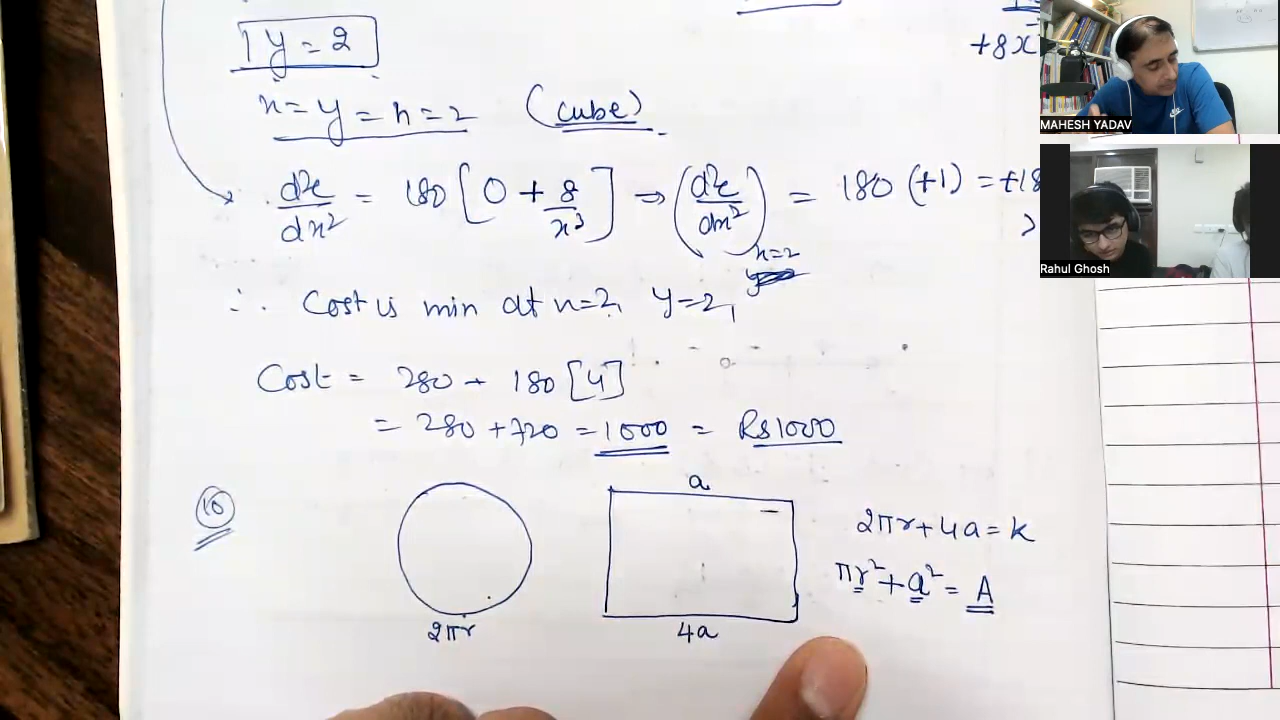 y = 2
+8x
x = y = h = 2 (cube)
d²c/dx² = 180 [0 + 8/x³] ⇒ (d²c/dx²) x=2 = 180 (+1) = +18
>
∴ Cost is min at x=2, y=2,
Cost = 280 + 180 [4]
= 280 + 720 = 1000 = Rs 1000
10
a
2πr + 4a = k
πr² + a² = A
2πr
4a
MAHESH YADAV
Rahul Ghosh